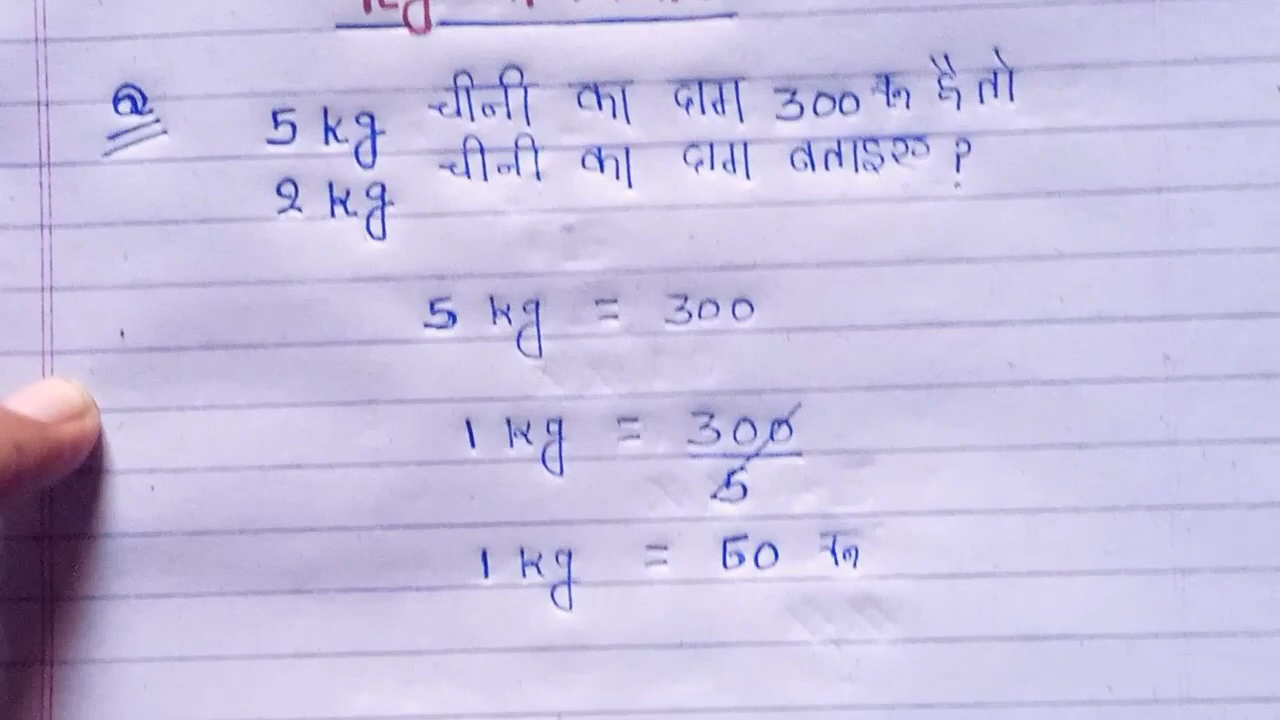 Q
5 kg चीनी का दाम 300 रू है तो
2 kg चीनी का दाम बताइए ?
5 kg = 300
1 kg = 300
5
1 kg = 60 रू